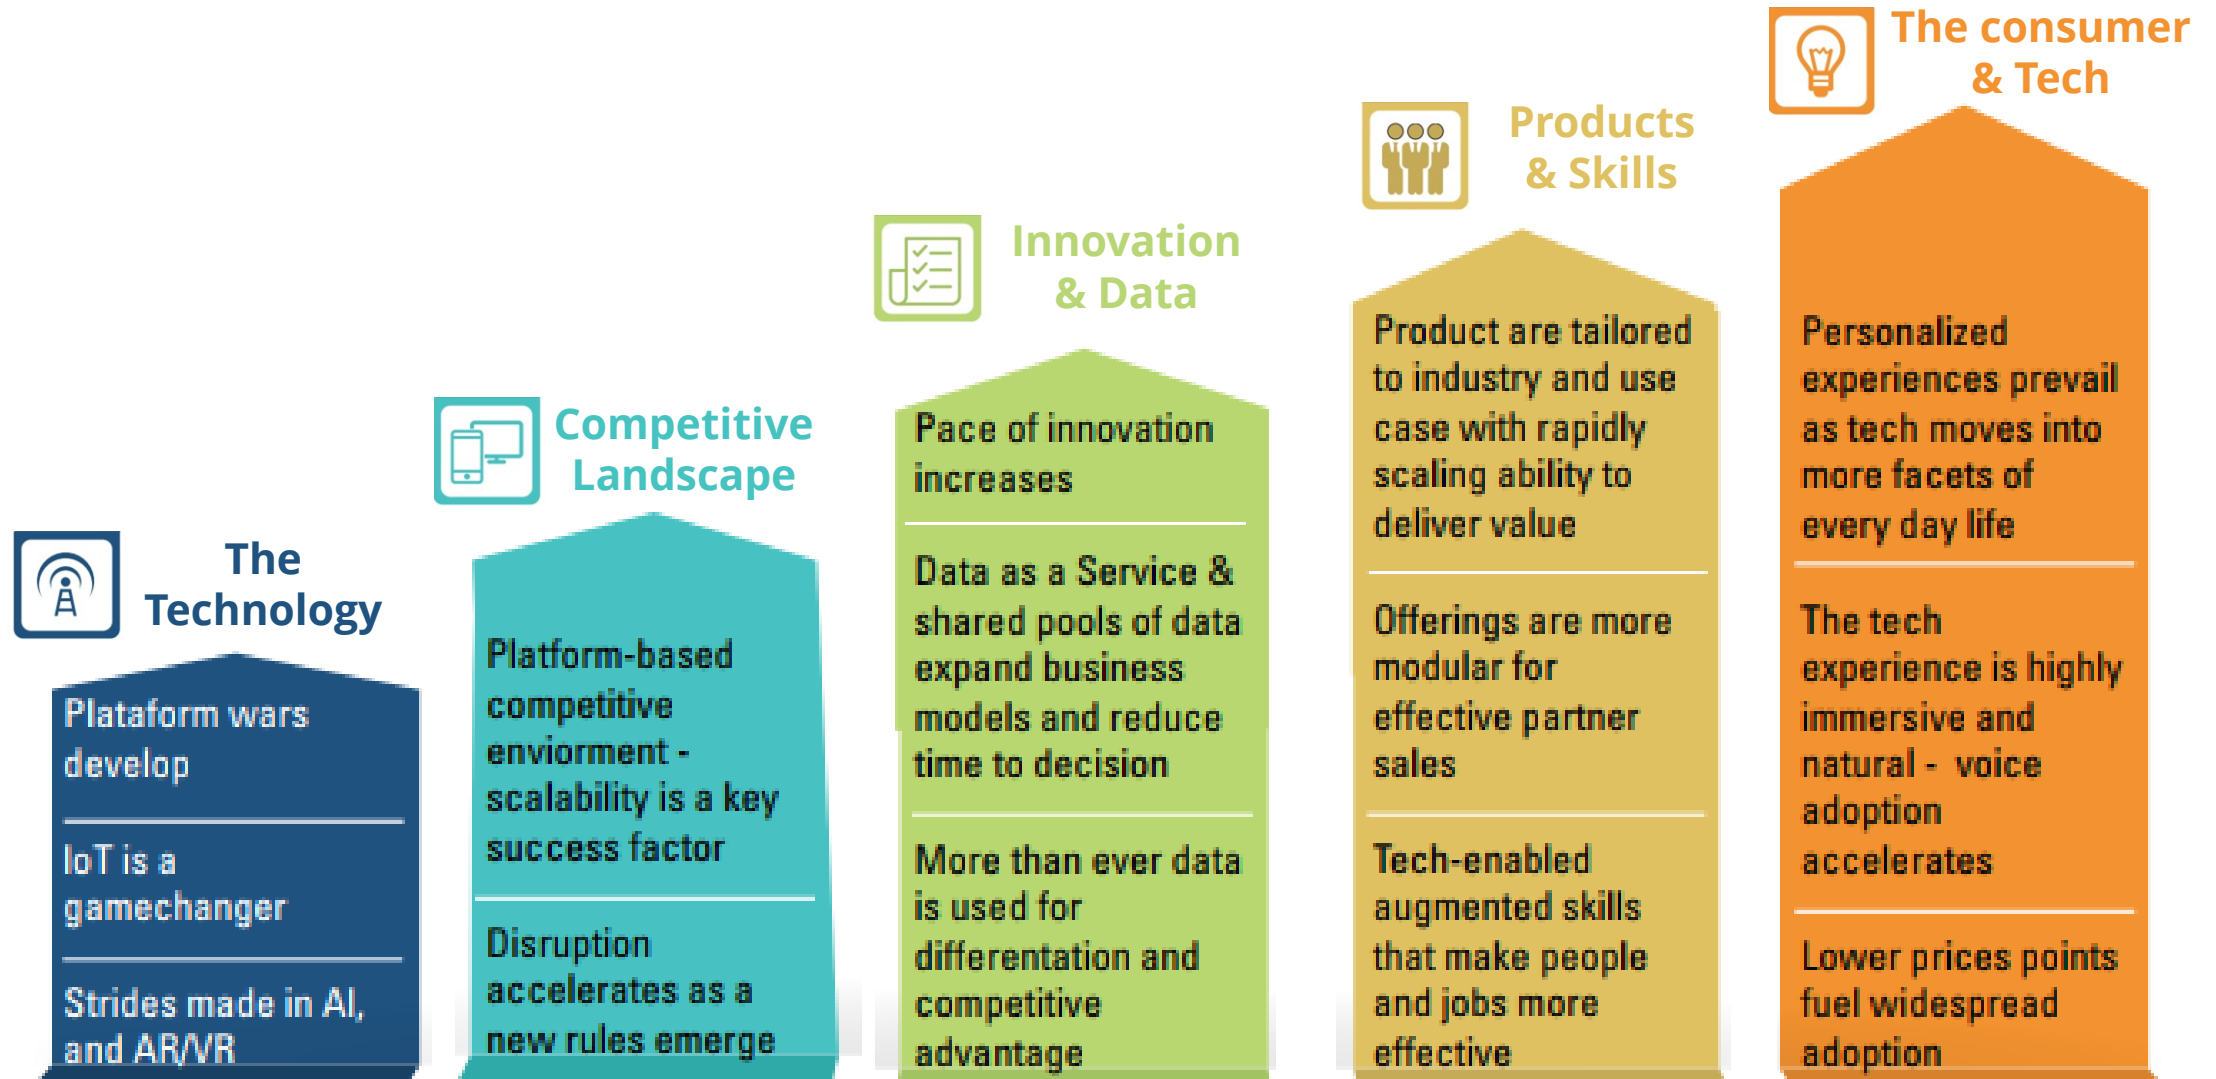 The
Technology
Plataform wars
develop
IoT is a
gamechanger
Strides made in AI,
and AR/VR
Competitive
Landscape
Platform-based
competitive
enviorment -
scalability is a key
success factor
Disruption
accelerates as a
new rules emerge
Innovation
& Data
Pace of innovation
increases
Data as a Service &
shared pools of data
expand business
models and reduce
time to decision
More than ever data
is used for
differentation and
competitive
advantage
Products
& Skills
Product are tailored
to industry and use
case with rapidly
scaling ability to
deliver value
Offerings are more
modular for
effective partner
sales
Tech-enabled
augmented skills
that make people
and jobs more
effective
The consumer
& Tech
Personalized
experiences prevail
as tech moves into
more facets of
every day life
The tech
experience is highly
immersive and
natural - voice
adoption
accelerates
Lower prices points
fuel widespread
adoption